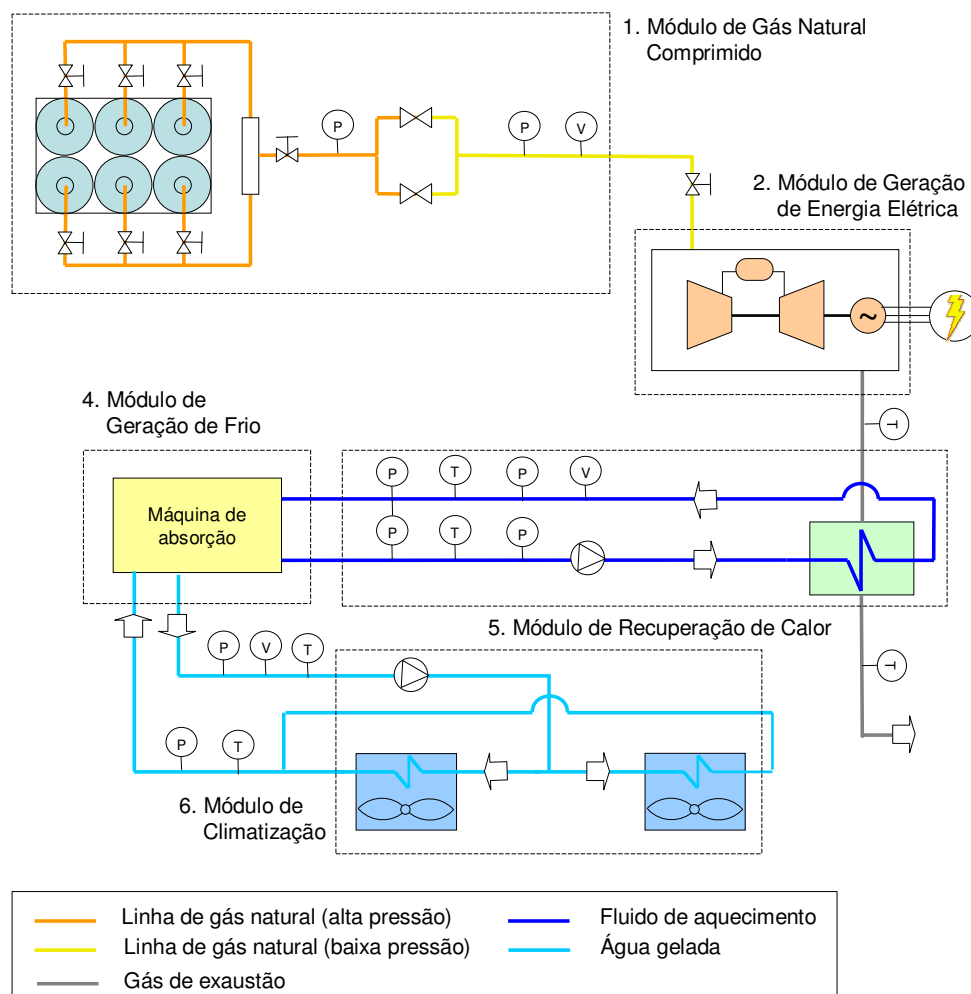 1. Módulo de Gás Natural
Comprimido
P
P
V
2. Módulo de Geração
de Energia Elétrica
~
T
4. Módulo de
Geração de Frio
P
T
P
V
Máquina de
absorção
P
T
P
5. Módulo de Recuperação de Calor
P
V
T
T
P
T
6. Módulo de
Climatização
Linha de gás natural (alta pressão)
Fluido de aquecimento
Linha de gás natural (baixa pressão)
Água gelada
Gás de exaustão